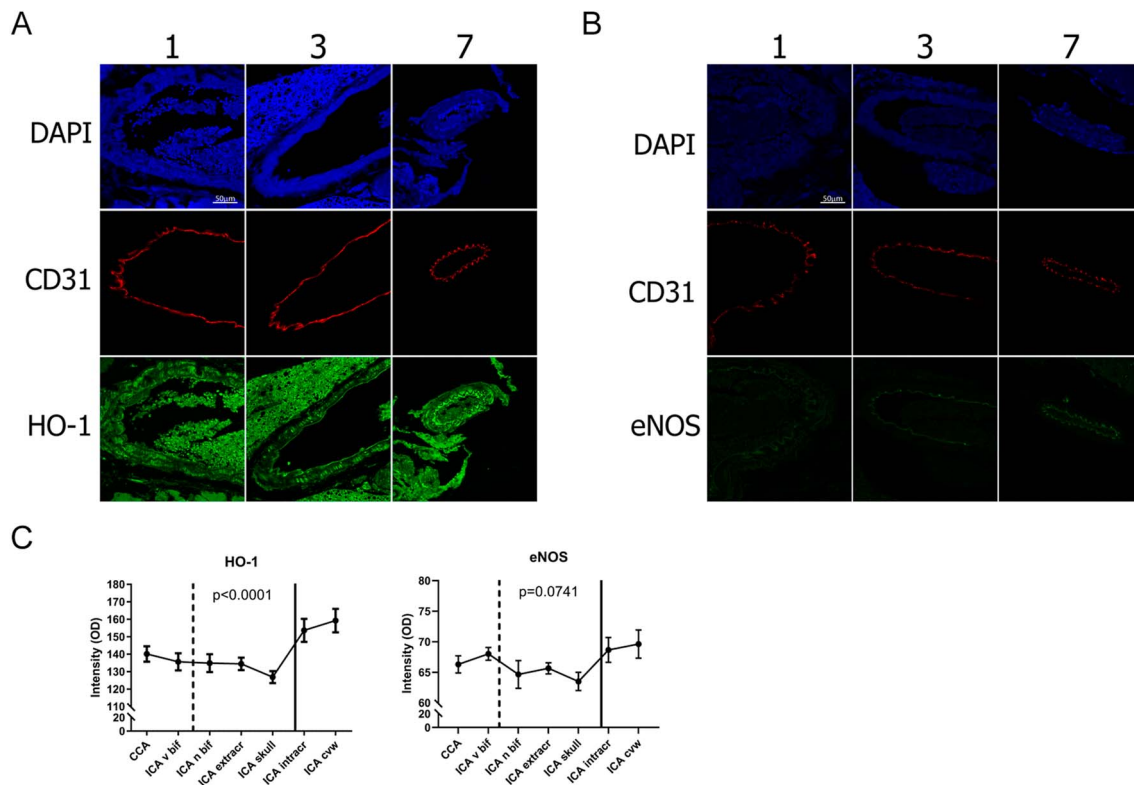 A
B
1 3 7
1 3 7
DAPI
DAPI
50μm
50μm
CD31
CD31
HO-1
eNOS
C
HO-1
p<0.0001
Intensity (OD)
180
170
160
150
140
130
120
110
20
0
CCA
ICA v bif
ICA n bif
ICA extracr
ICA skull
ICA intracr
ICA cvw
eNOS
p=0.0741
Intensity (OD)
80
75
70
65
60
20
0
CCA
ICA v bif
ICA n bif
ICA extracr
ICA skull
ICA intracr
ICA cvw